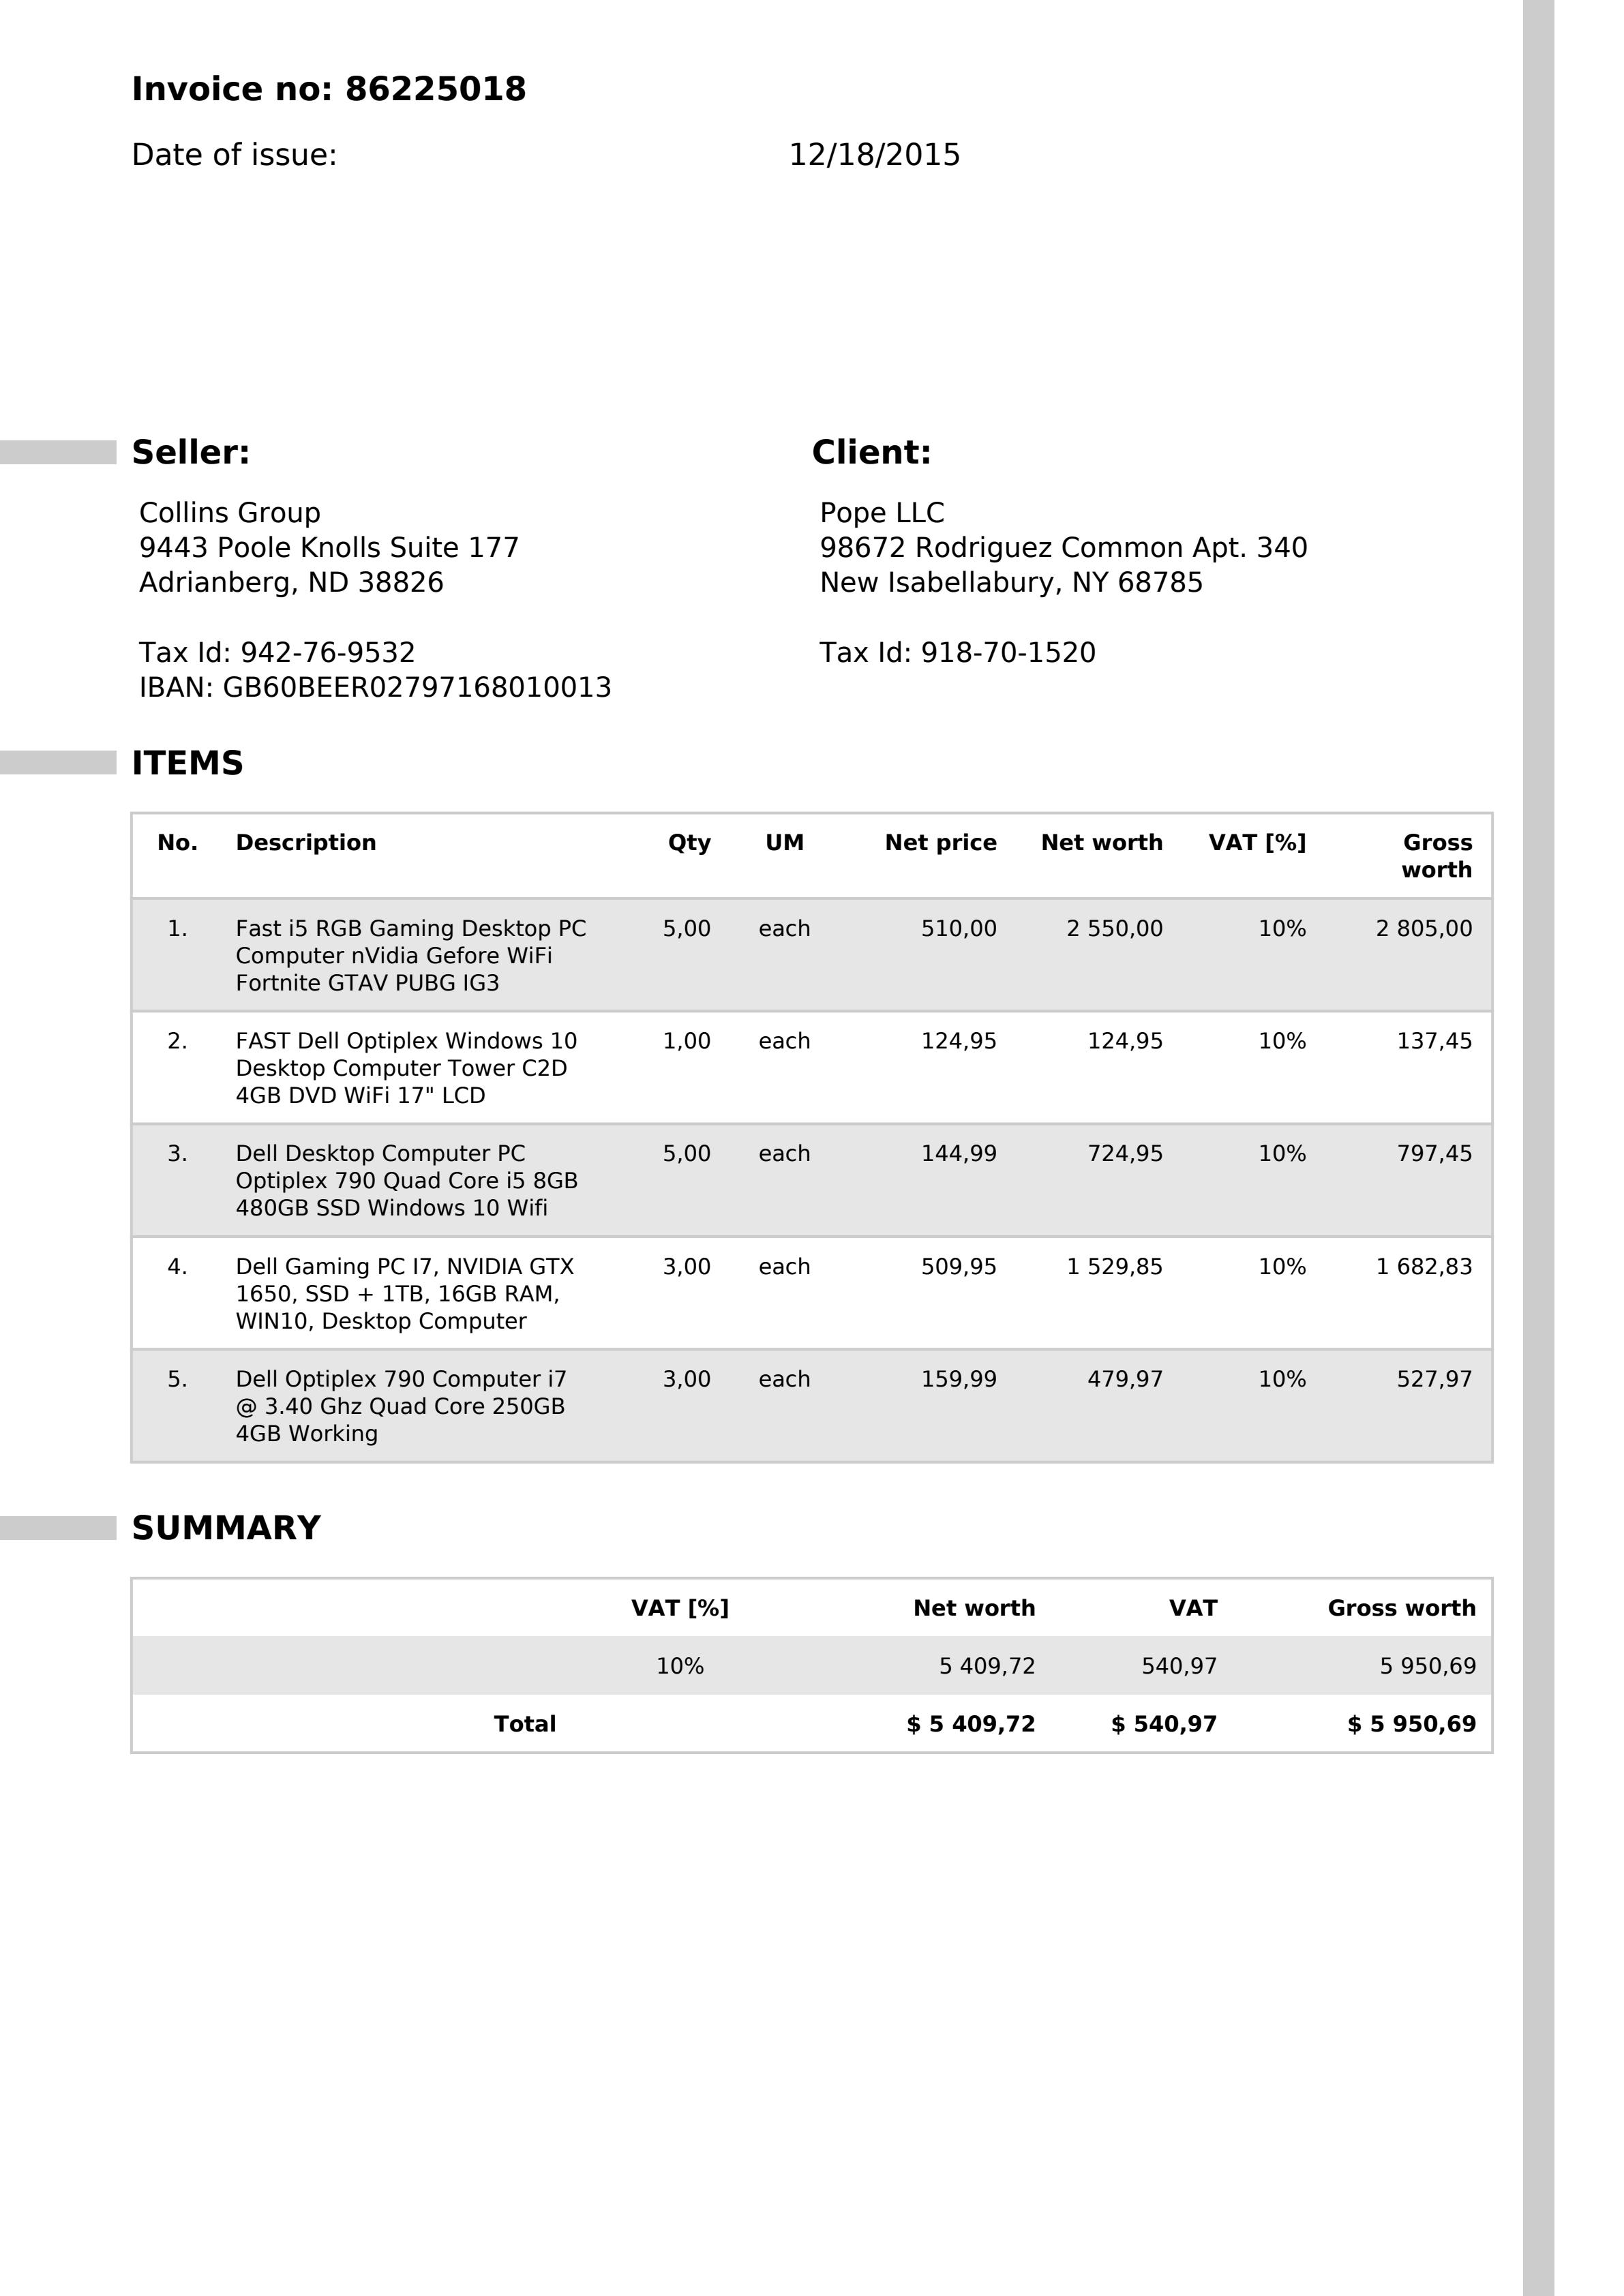 Invoice no: 86225018
Date of issue: 12/18/2015
Seller:
Collins Group
9443 Poole Knolls Suite 177
Adrianberg, ND 38826
Tax Id: 942-76-9532
IBAN: GB60BEER02797168010013
Client:
Pope LLC
98672 Rodriguez Common Apt. 340
New Isabellabury, NY 68785
Tax Id: 918-70-1520
ITEMS
No. Description Qty UM Net price Net worth VAT [%] Gross
worth
1. Fast i5 RGB Gaming Desktop PC 5,00 each 510,00 2 550,00 10% 2 805,00
Computer nVidia Gefore WiFi
Fortnite GTAV PUBG IG3
2. FAST Dell Optiplex Windows 10 1,00 each 124,95 124,95 10% 137,45
Desktop Computer Tower C2D
4GB DVD WiFi 17" LCD
3. Dell Desktop Computer PC 5,00 each 144,99 724,95 10% 797,45
Optiplex 790 Quad Core i5 8GB
480GB SSD Windows 10 Wifi
4. Dell Gaming PC I7, NVIDIA GTX 3,00 each 509,95 1 529,85 10% 1 682,83
1650, SSD + 1TB, 16GB RAM,
WIN10, Desktop Computer
5. Dell Optiplex 790 Computer i7 3,00 each 159,99 479,97 10% 527,97
@ 3.40 Ghz Quad Core 250GB
4GB Working
SUMMARY
VAT [%] Net worth VAT Gross worth
10% 5 409,72 540,97 5 950,69
Total $ 5 409,72 $ 540,97 $ 5 950,69